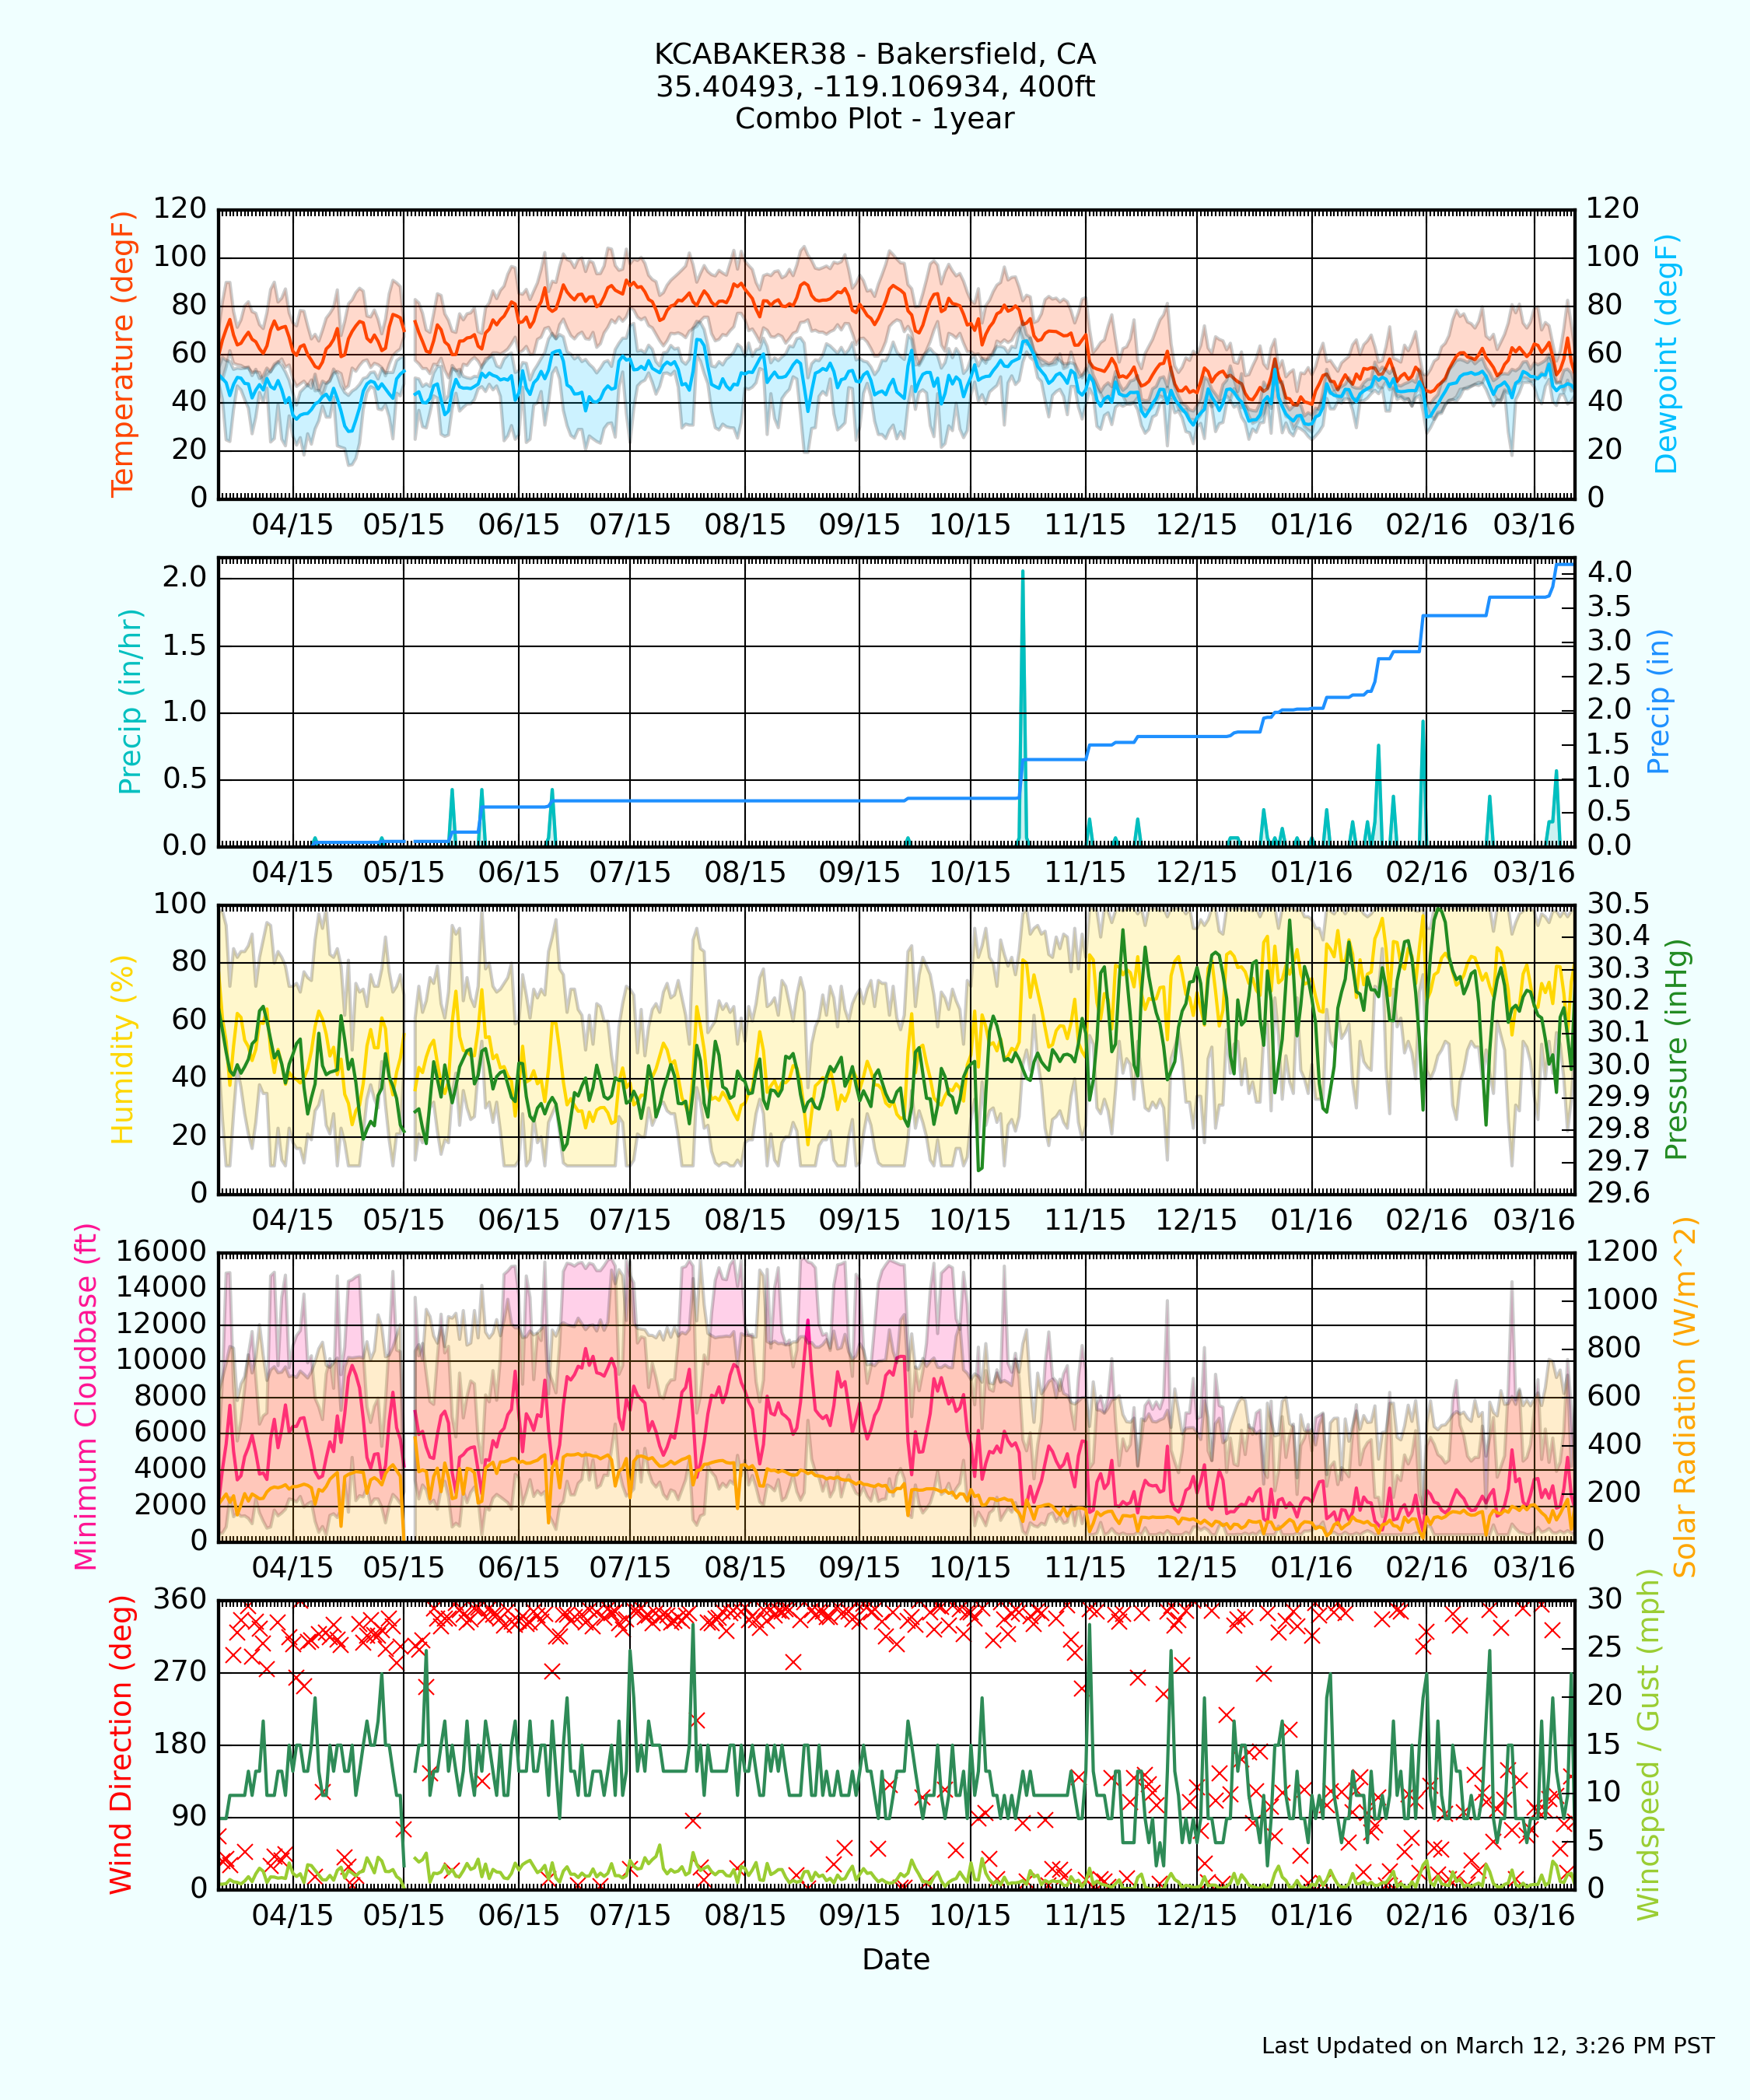 KCABAKER38 - Bakersfield, CA
35.40493, -119.106934, 400ft
Combo Plot - 1year
Temperature (degF)
0 20 40 60 80 100 120
Dewpoint (degF)
0 20 40 60 80 100 120
04/15 05/15 06/15 07/15 08/15 09/15 10/15 11/15 12/15 01/16 02/16 03/16
Precip (in/hr)
0.0 0.5 1.0 1.5 2.0
Precip (in)
0.0 0.5 1.0 1.5 2.0 2.5 3.0 3.5 4.0
04/15 05/15 06/15 07/15 08/15 09/15 10/15 11/15 12/15 01/16 02/16 03/16
Humidity (%)
0 20 40 60 80 100
Pressure (inHg)
29.6 29.7 29.8 29.9 30.0 30.1 30.2 30.3 30.4 30.5
04/15 05/15 06/15 07/15 08/15 09/15 10/15 11/15 12/15 01/16 02/16 03/16
Minimum Cloudbase (ft)
0 2000 4000 6000 8000 10000 12000 14000 16000
Solar Radiation (W/m^2)
0 200 400 600 800 1000 1200
04/15 05/15 06/15 07/15 08/15 09/15 10/15 11/15 12/15 01/16 02/16 03/16
Wind Direction (deg)
0 90 180 270 360
Windspeed / Gust (mph)
0 5 10 15 20 25 30
04/15 05/15 06/15 07/15 08/15 09/15 10/15 11/15 12/15 01/16 02/16 03/16
Date
Last Updated on March 12, 3:26 PM PST